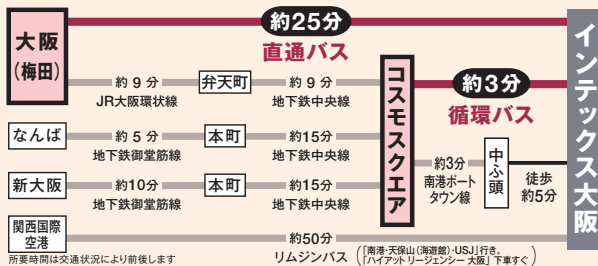 大阪
(梅田)
約25分
直通バス
約9分
JR大阪環状線
弁天町
約9分
地下鉄中央線
コスモスクエア
約3分
循環バス
インテックス大阪
なんば
約5分
地下鉄御堂筋線
本町
約15分
地下鉄中央線
新大阪
約10分
地下鉄御堂筋線
本町
約15分
地下鉄中央線
約3分
南港ポート
タウン線
中ふ頭
徒歩
約5分
関西国際
空港
約50分
リムジンバス
(「南港・天保山(海遊館)・USJ」行き。
「ハイアット リージェンシー 大阪」下車すぐ)
所要時間は交通状況により前後します